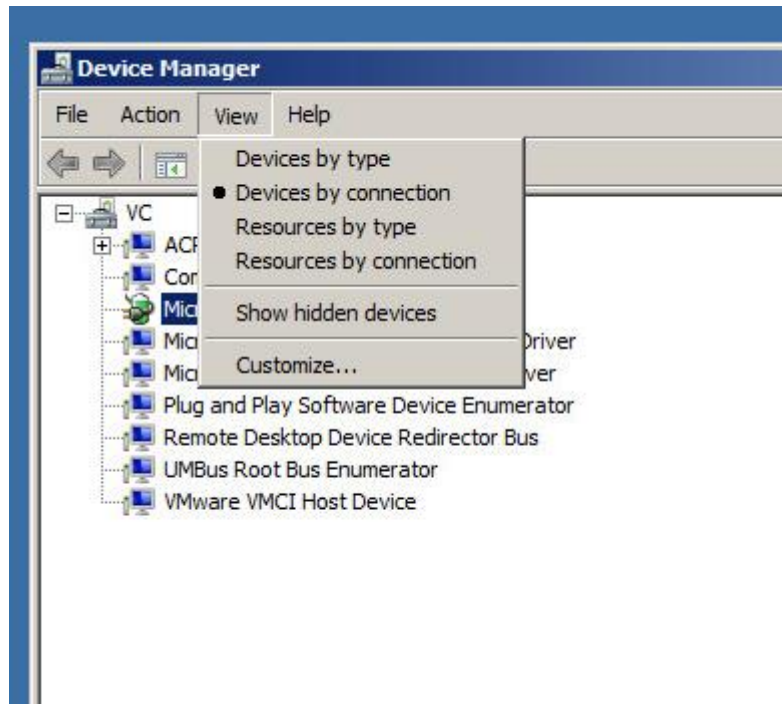 Device Manager
File Action View Help
Devices by type
Devices by connection
Resources by type
Resources by connection
Show hidden devices
Customize...
VC
Driver
Plug and Play Software Device Enumerator
Remote Desktop Device Redirector Bus
UMBus Root Bus Enumerator
VMware VMCI Host Device